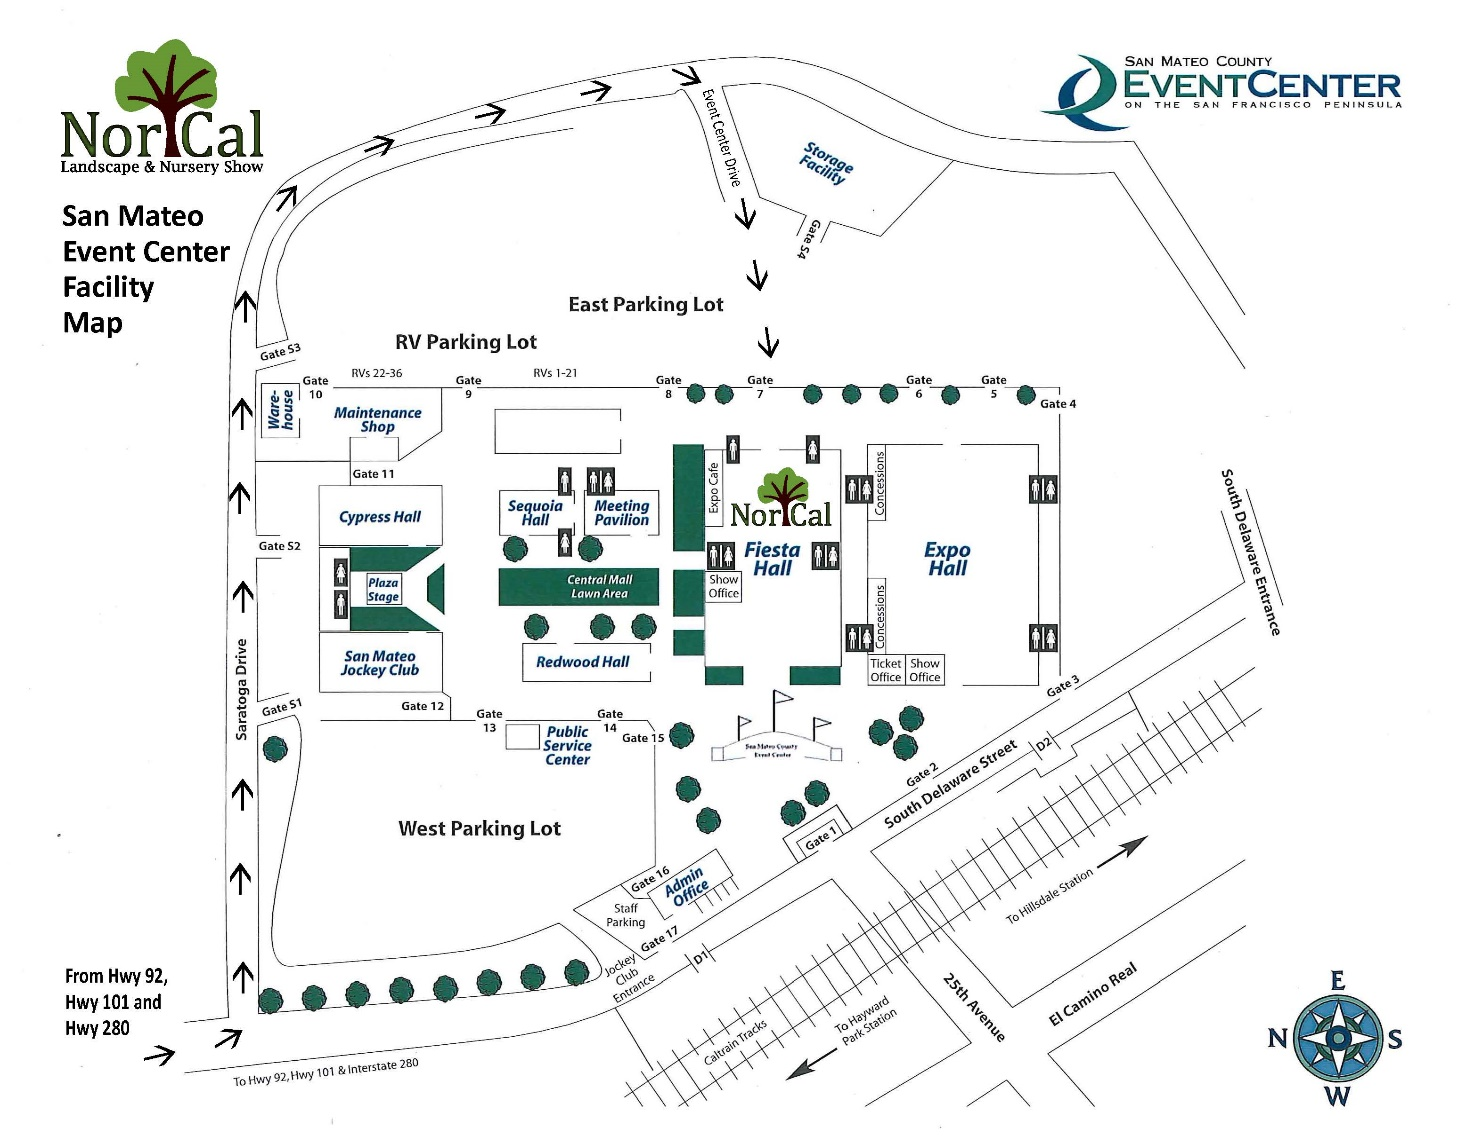 NorCal
Landscape & Nursery Show
San Mateo
Event Center
Facility
Map
SAN MATEO COUNTY
EVENTCENTER
ON THE SAN FRANCISCO PENINSULA
Event Center Drive
Storage
Facility
Gate S4
East Parking Lot
RV Parking Lot
Gate S3
RVs 22-36
RVs 1-21
Gate
10
Gate
9
Gate
8
Gate
7
Gate
6
Gate
5
Gate 4
Ware-
house
Maintenance
Shop
Gate 11
Cypress Hall
Gate S2
Plaza
Stage
San Mateo
Jockey Club
Sequoia
Hall
Meeting
Pavilion
Central Mall
Lawn Area
Redwood Hall
Expo Cafe
NorCal
Fiesta
Hall
Show
Office
Concessions
Expo
Hall
Concessions
Ticket
Office
Show
Office
South Delaware Entrance
Saratoga Drive
Gate S1
Gate 12
Gate
13
Gate
14
Gate 15
Public
Service
Center
San Mateo County
Event Center
Gate 3
D2
Gate 2
South Delaware Street
West Parking Lot
Gate 1
Gate 16
Admin
Office
Staff
Parking
Gate 17
D1
Jockey
Club
Entrance
To Hillsdale Station
From Hwy 92,
Hwy 101 and
Hwy 280
To Hwy 92, Hwy 101 & Interstate 280
Caltrain Tracks
To Hayward
Park Station
25th Avenue
El Camino Real
E
N
S
W